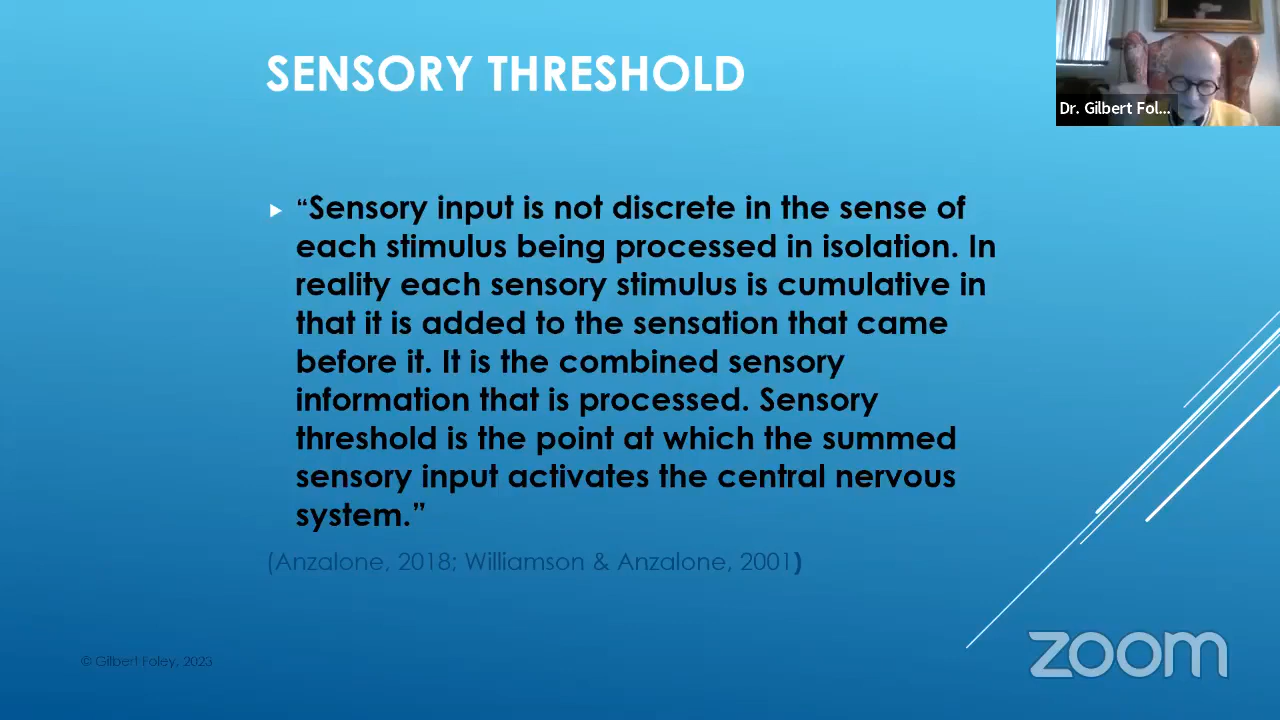 SENSORY THRESHOLD
Dr. Gilbert Fol...
“Sensory input is not discrete in the sense of
each stimulus being processed in isolation. In
reality each sensory stimulus is cumulative in
that it is added to the sensation that came
before it. It is the combined sensory
information that is processed. Sensory
threshold is the point at which the summed
sensory input activates the central nervous
system.”
(Anzalone, 2018; Williamson & Anzalone, 2001)
© Gilbert Foley, 2023
zoom